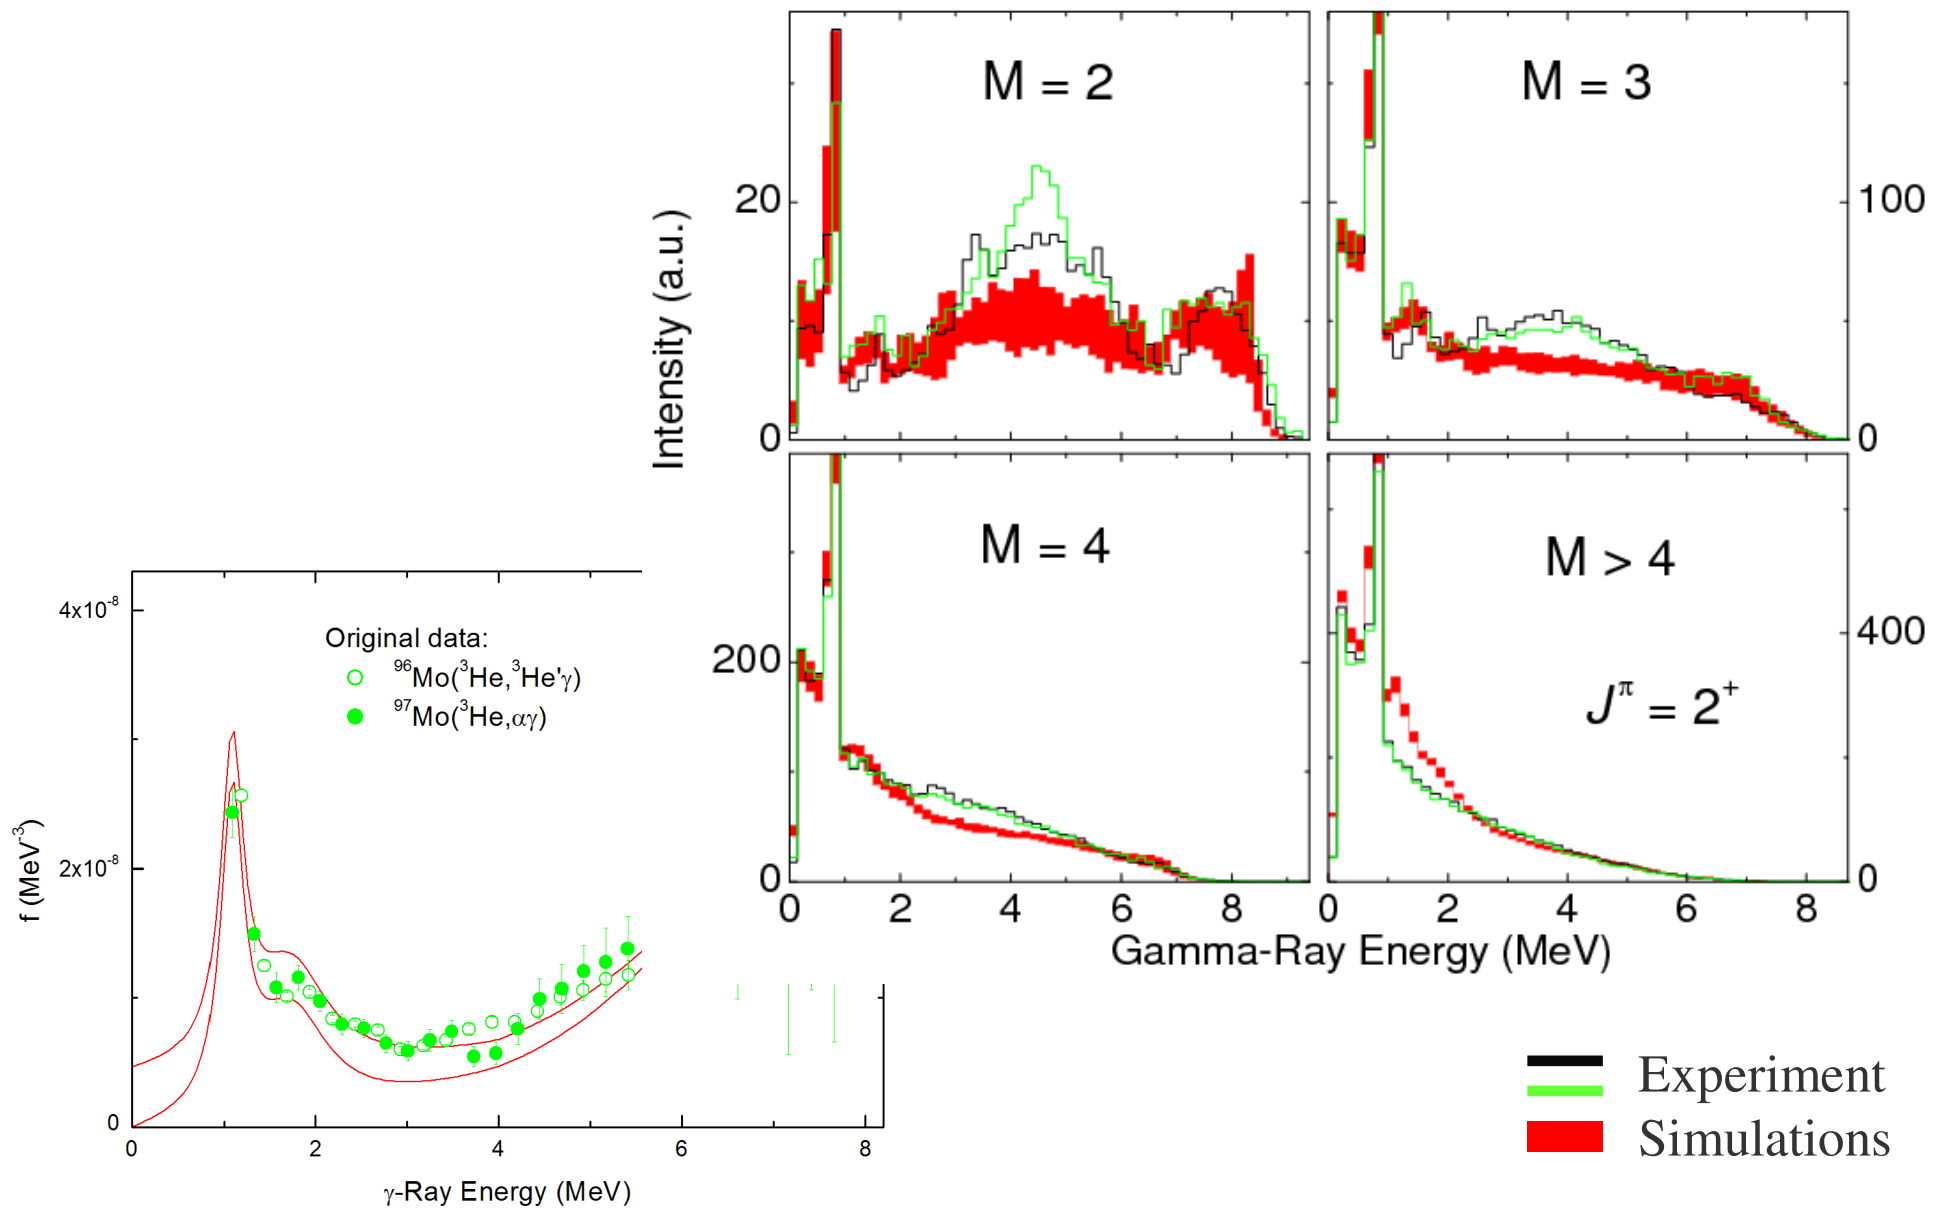 M = 2
M = 3
20
100
Intensity (a.u.)
0
0
M = 4
M > 4
200
400
J^π = 2^+
0
0
0 2 4 6 8
0 2 4 6 8
Gamma-Ray Energy (MeV)
4x10^-8
Original data:
^96Mo(^3He,^3He'γ)
^97Mo(^3He,αγ)
2x10^-8
f (MeV^-3)
0
0 2 4 6 8
γ-Ray Energy (MeV)
Experiment
Simulations